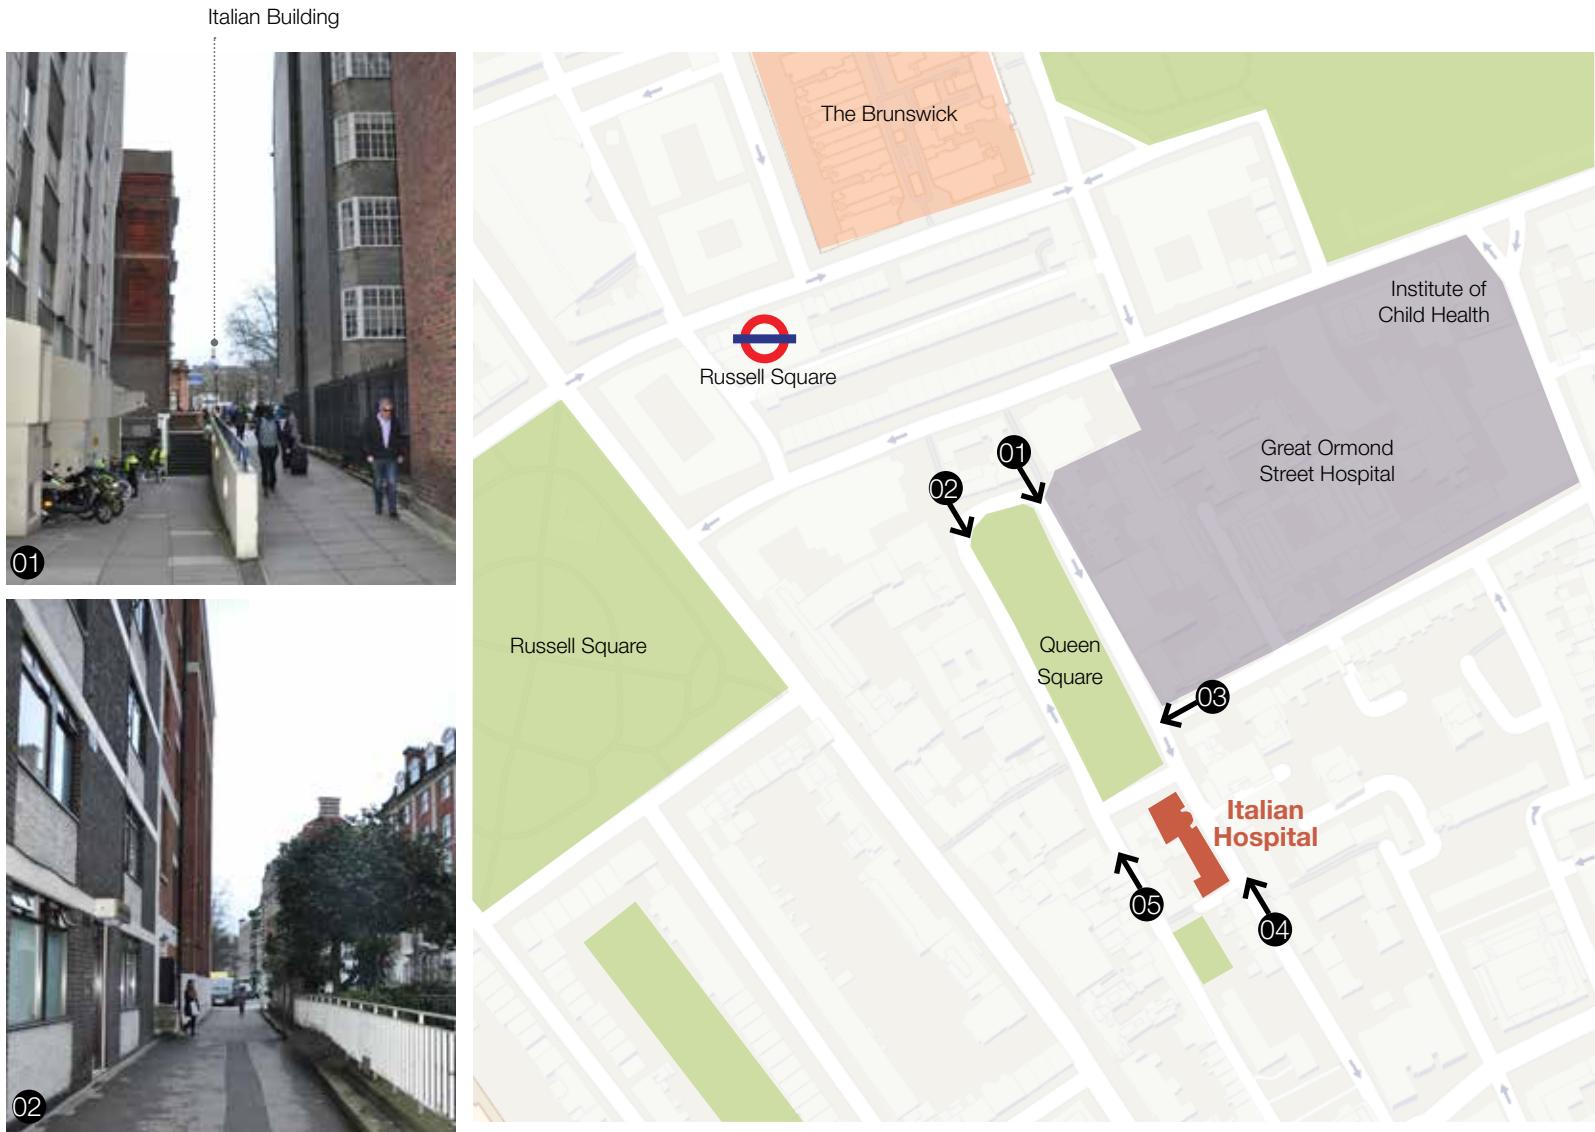 Italian Building
The Brunswick
Institute of
Child Health
Russell Square
Great Ormond
Street Hospital
01
02
01
02
Russell Square
Queen
Square
03
Italian
Hospital
05
04